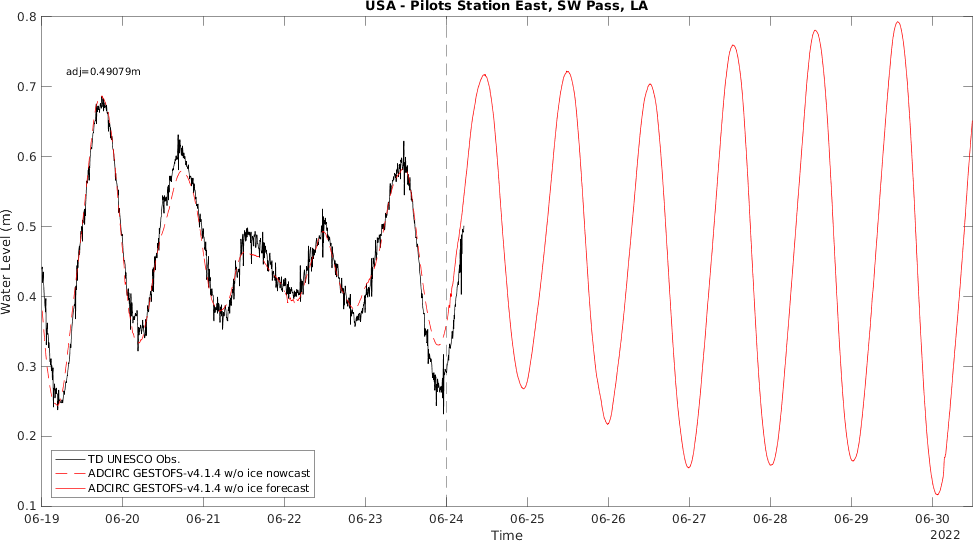 USA - Pilots Station East, SW Pass, LA
0.8
adj=0.49079m
0.7
0.6
0.5
0.4
0.3
0.2
0.1
Water Level (m)
TD UNESCO Obs.
ADCIRC GESTOFS-v4.1.4 w/o ice nowcast
ADCIRC GESTOFS-v4.1.4 w/o ice forecast
06-19 06-20 06-21 06-22 06-23 06-24 06-25 06-26 06-27 06-28 06-29 06-30
Time
2022